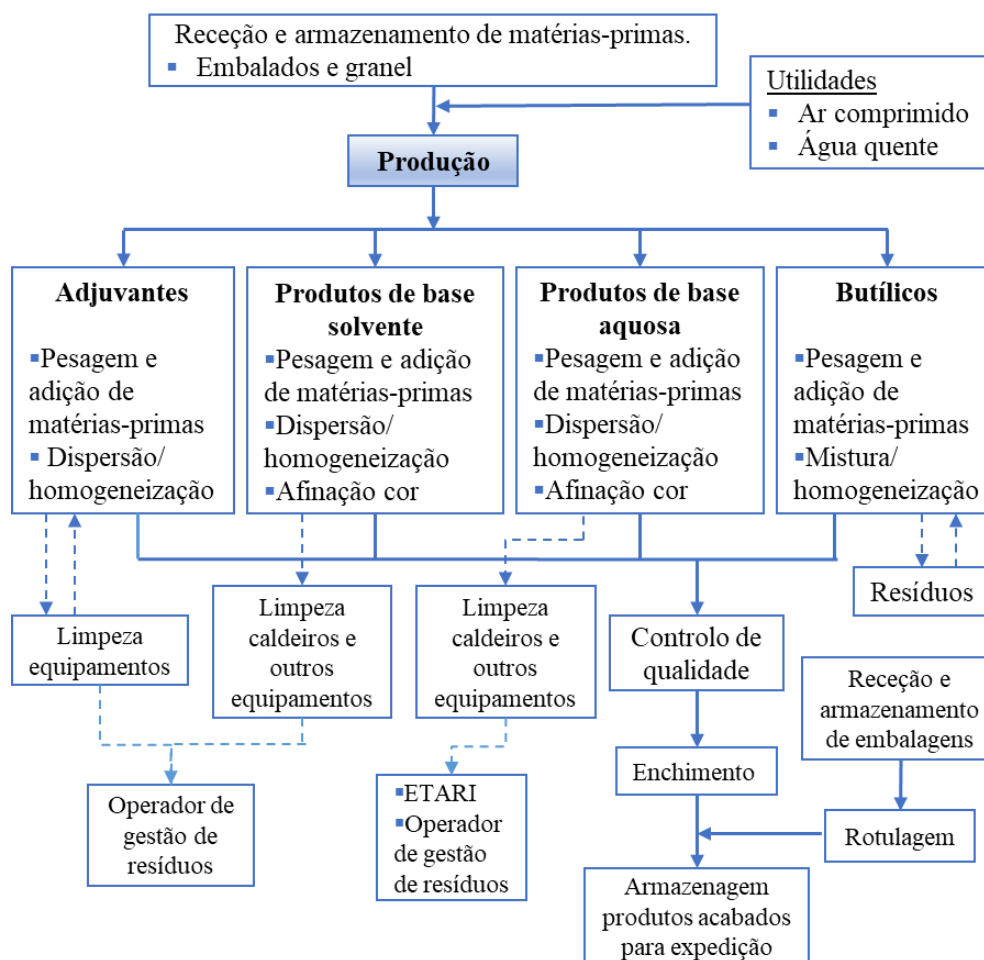 Receção e armazenamento de matérias-primas.
▪ Embalados e granel
Utilidades
▪ Ar comprimido
▪ Água quente
Produção
Adjuvantes
▪Pesagem e
adição de
matérias-primas
▪ Dispersão/
homogeneização
Produtos de base
solvente
▪Pesagem e adição
de matérias-primas
▪Dispersão/
homogeneização
▪Afinação cor
Produtos de base
aquosa
▪Pesagem e adição
de matérias-primas
▪Dispersão/
homogeneização
▪Afinação cor
Butílicos
▪Pesagem e
adição de
matérias-primas
▪Mistura/
homogeneização
Limpeza
equipamentos
Limpeza
caldeiros e
outros
equipamentos
Limpeza
caldeiros e
outros
equipamentos
Controlo de
qualidade
Resíduos
Receção e
armazenamento
de embalagens
Operador de
gestão de
resíduos
▪ETARI
▪Operador
de gestão
de resíduos
Enchimento
Rotulagem
Armazenagem
produtos acabados
para expedição